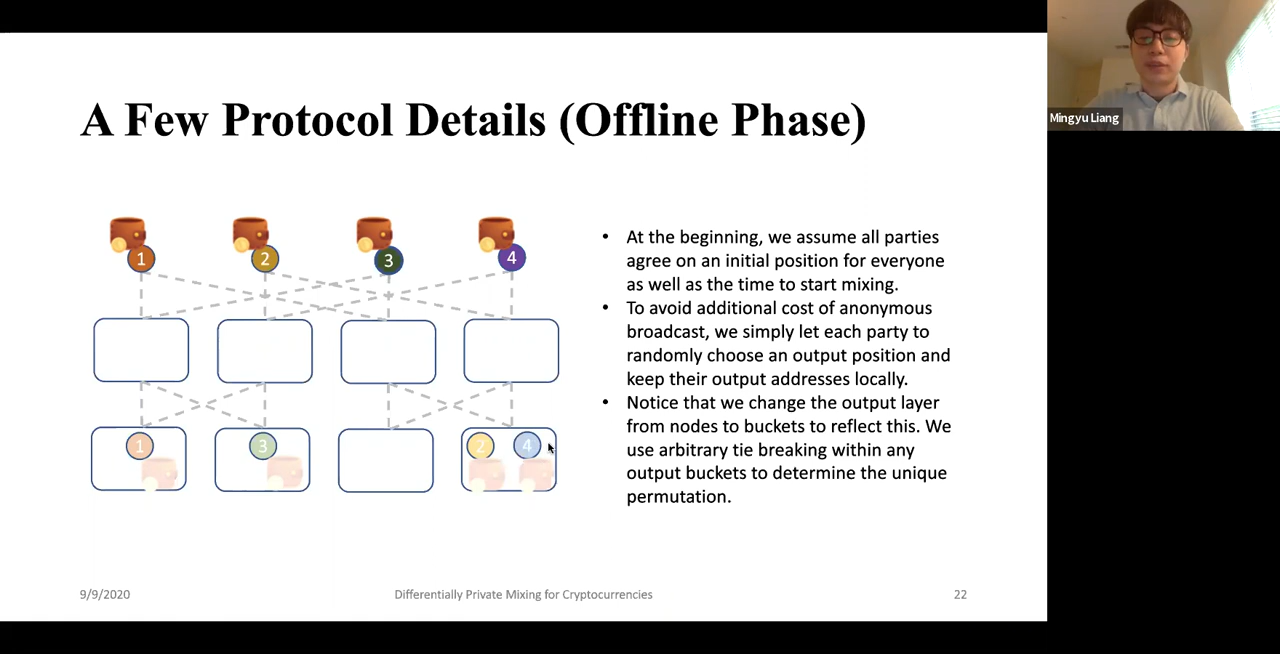 A Few Protocol Details (Offline Phase)
Mingyu Liang
1
2
3
4
• At the beginning, we assume all parties
agree on an initial position for everyone
as well as the time to start mixing.
• To avoid additional cost of anonymous
broadcast, we simply let each party to
randomly choose an output position and
keep their output addresses locally.
• Notice that we change the output layer
from nodes to buckets to reflect this. We
use arbitrary tie breaking within any
output buckets to determine the unique
permutation.
1
3
2
4
9/9/2020
Differentially Private Mixing for Cryptocurrencies
22